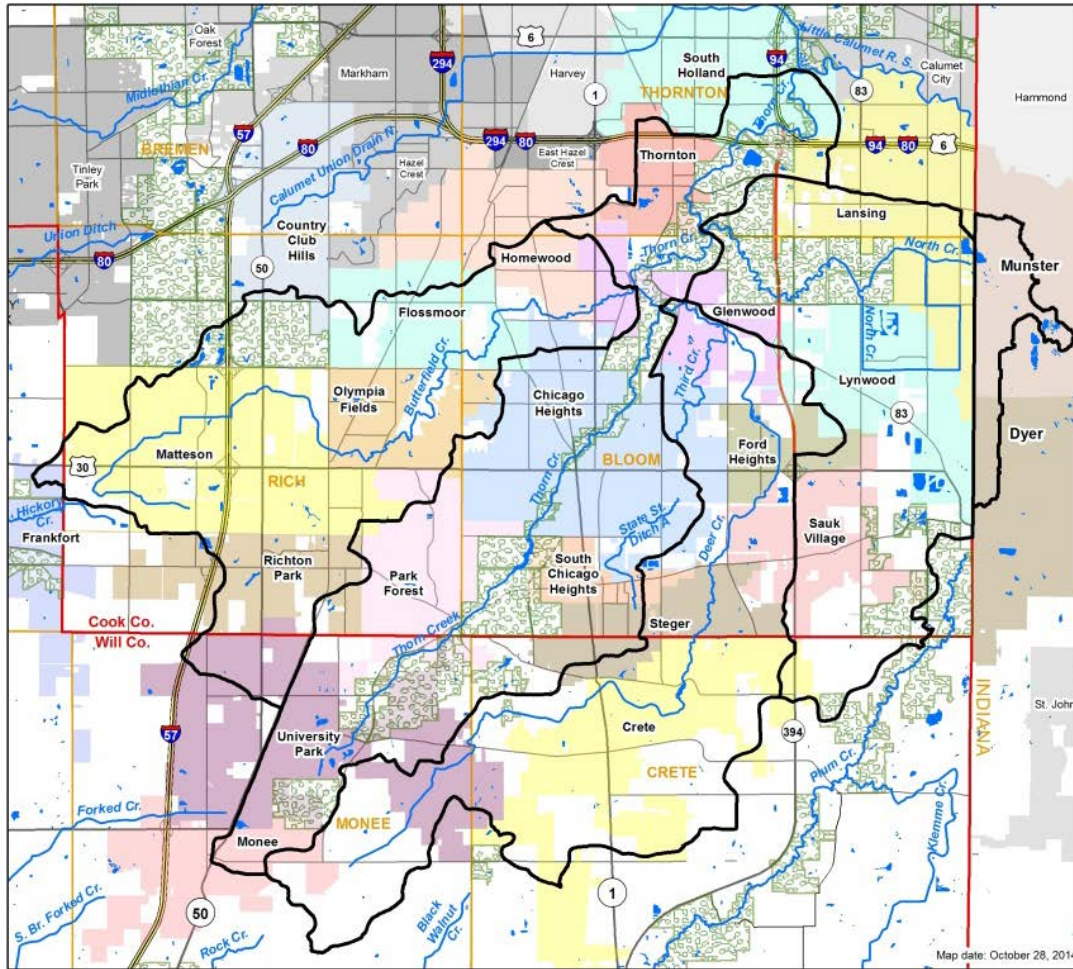 Oak
Forest
6
Little Calumet R. S.
294
94
South
Holland
Calumet
City
Markham
Harvey
Midlothian Cr.
1
THORNTON
83
Hammond
57
Thorn Cr.
BREMEN
80
294
80
East Hazel
Crest
94
80
6
Tinley
Park
Hazel
Crest
Calumet Union Drain N.
Thornton
Country
Club
Hills
Lansing
Union Ditch
80
50
Homewood
Thorn Cr.
North Cr.
Munster
Flossmoor
Glenwood
North Cr.
Butterfield Cr.
Third Cr.
Olympia
Fields
Chicago
Heights
Lynwood
83
Dyer
30
Matteson
RICH
Thorn Cr.
BLOOM
Ford
Heights
Hickory
Cr.
Frankfort
State St.
Ditch A
Deer Cr.
Sauk
Village
Richton
Park
Park
Forest
South
Chicago
Heights
Cook Co.
Will Co.
Thorn Creek
Steger
INDIANA
St. John
57
University
Park
Crete
394
Plum Cr.
CRETE
Klemme Cr.
Forked Cr.
MONEE
Monee
1
S. Br. Forked Cr.
50
Rock Cr.
Black
Walnut
Cr.
Map date: October 28, 2014